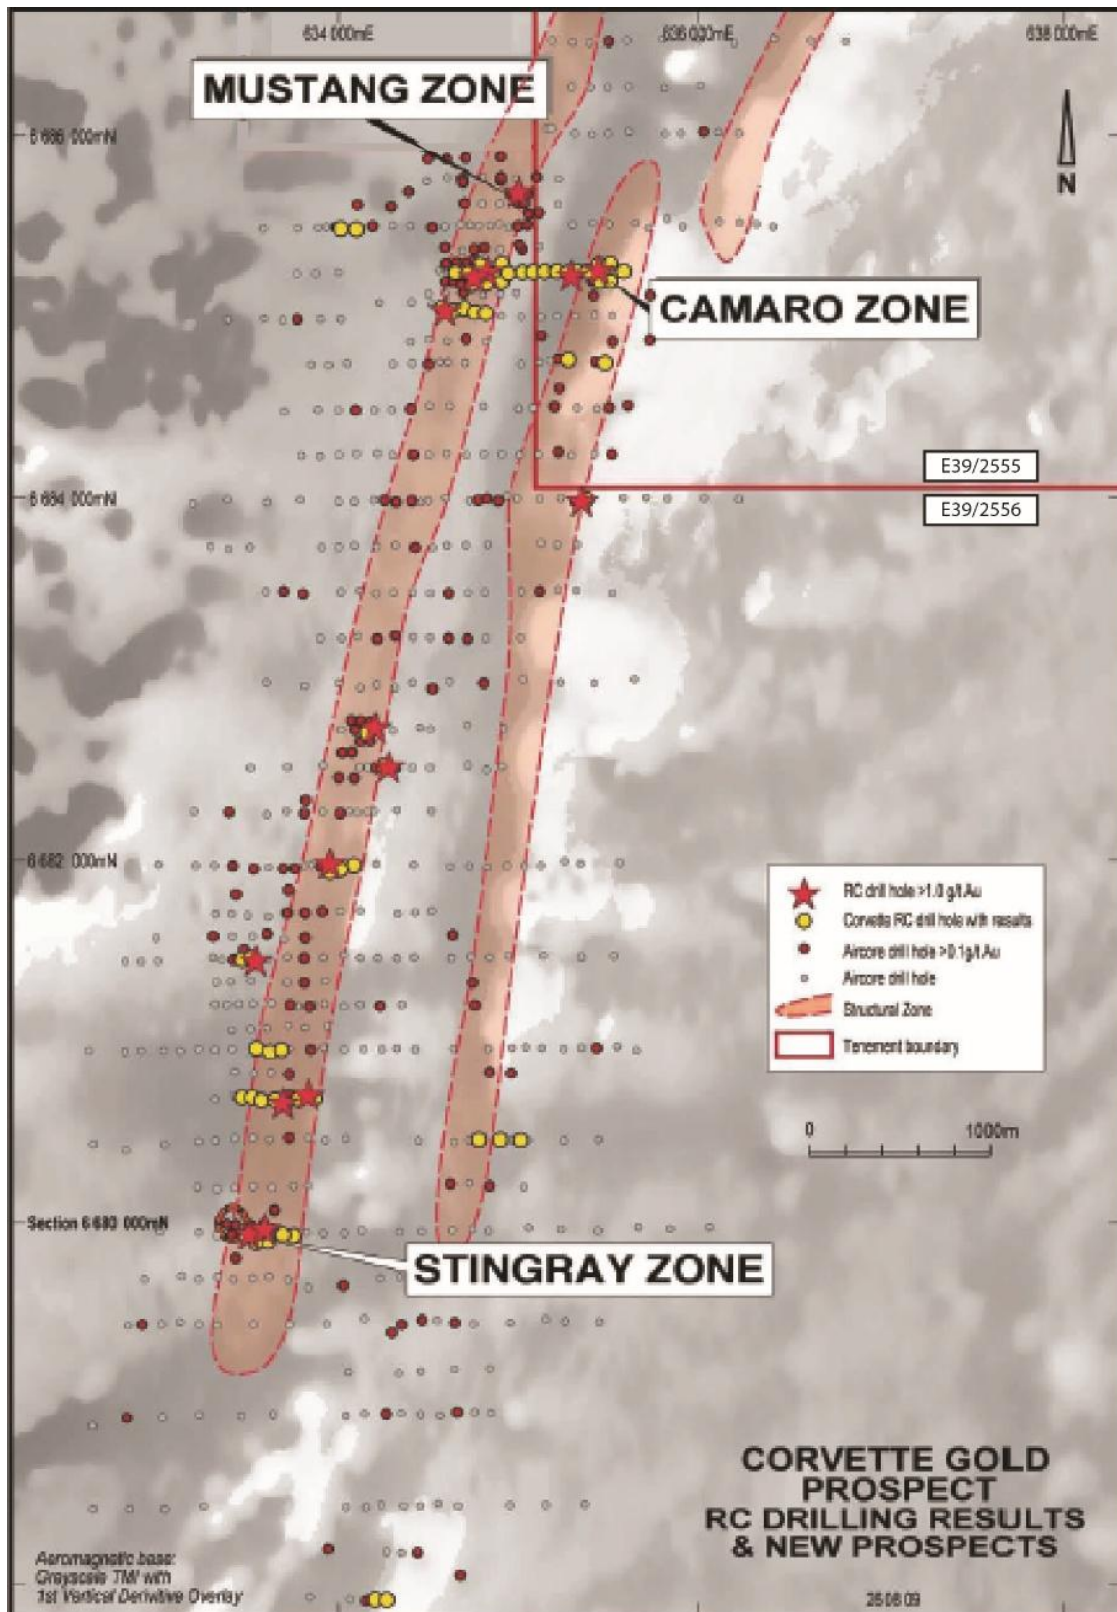 634 000mE
636 000mE
638 000mE
MUSTANG ZONE
6 686 000mN
N
CAMARO ZONE
E39/2555
6 684 000mN
E39/2556
6 682 000mN
RC drill hole >1.0 g/t Au
Corvette RC drill hole with results
Aircore drill hole >0.1g/t Au
Aircore drill hole
Structural Zone
Tenement boundary
0 1000m
Section 6 680 000mN
STINGRAY ZONE
CORVETTE GOLD
PROSPECT
RC DRILLING RESULTS
& NEW PROSPECTS
Aeromagnetic base:
Greyscale TMI with
1st Vertical Derivative Overlay
26 08 09